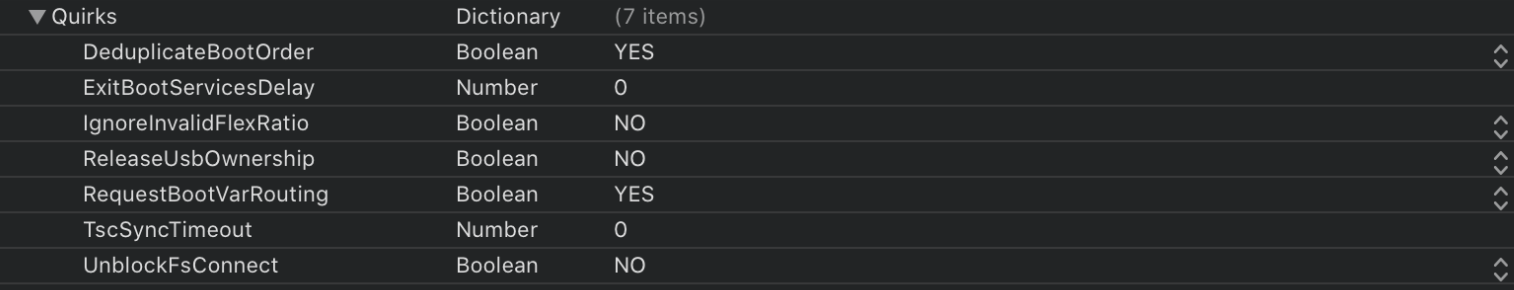 Quirks Dictionary (7 items)
DeduplicateBootOrder Boolean YES
ExitBootServicesDelay Number 0
IgnoreInvalidFlexRatio Boolean NO
ReleaseUsbOwnership Boolean NO
RequestBootVarRouting Boolean YES
TscSyncTimeout Number 0
UnblockFsConnect Boolean NO